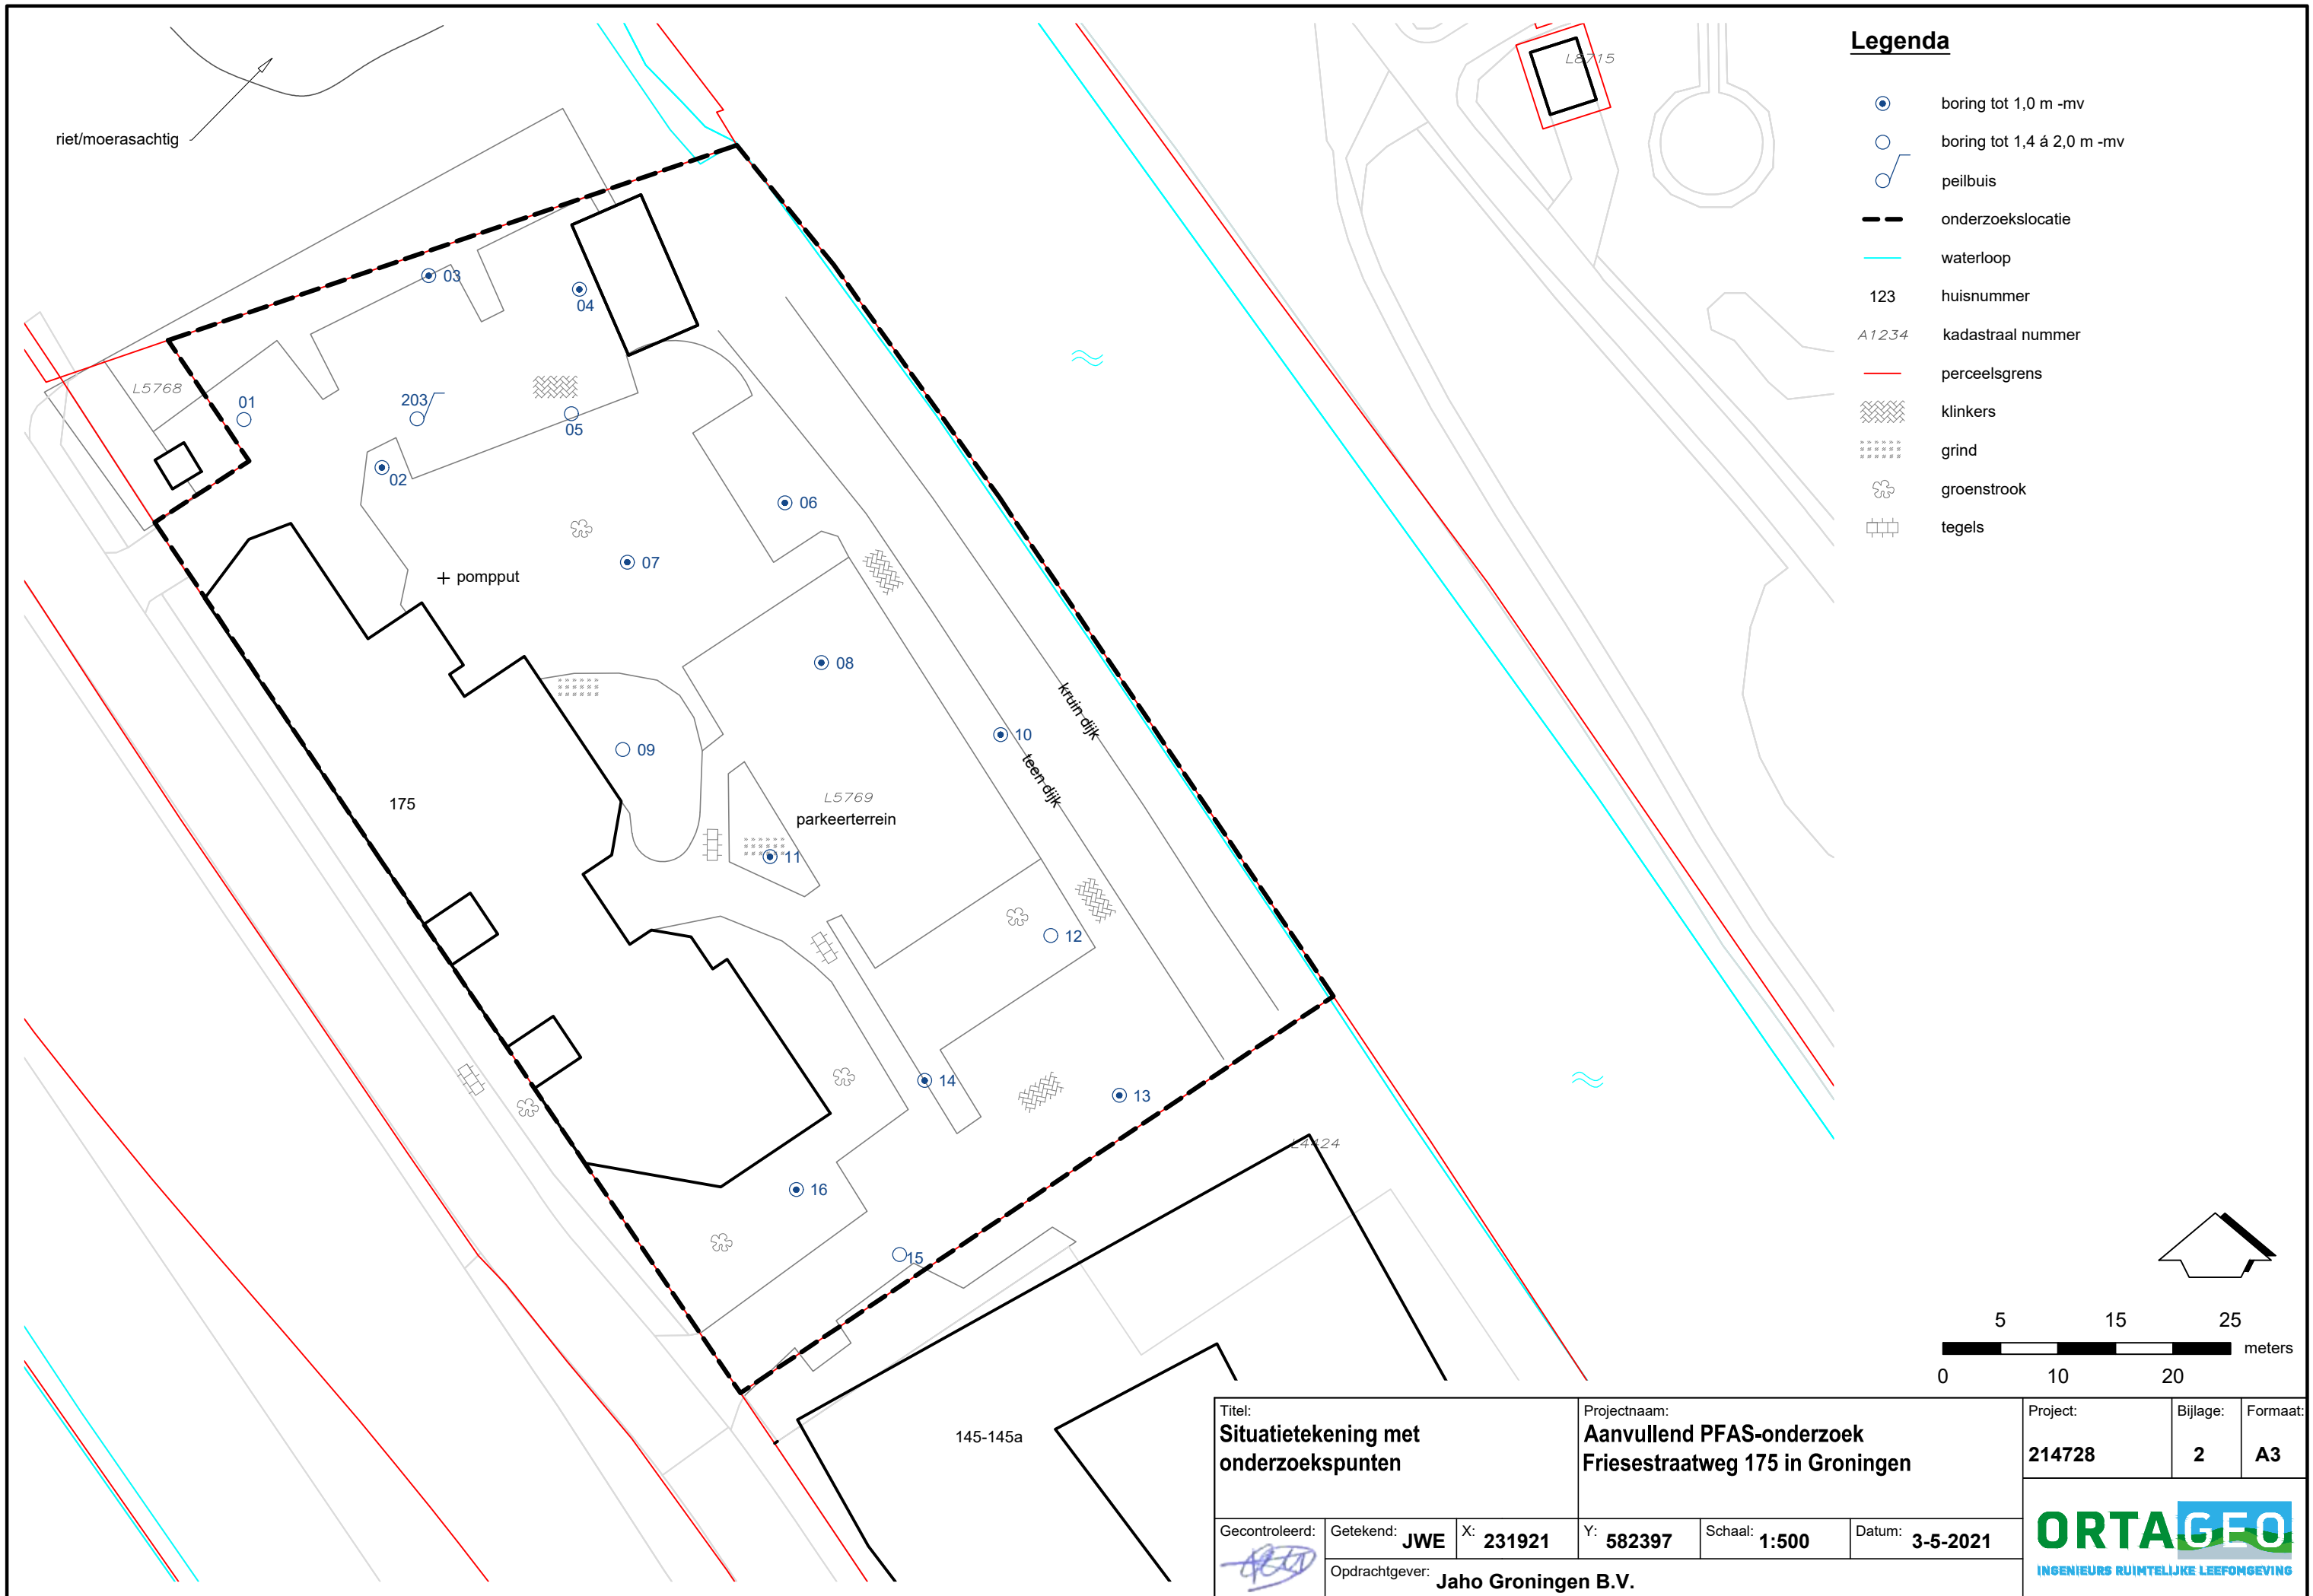 Legenda
boring tot 1,0 m -mv
boring tot 1,4 á 2,0 m -mv
peilbuis
onderzoekslocatie
waterloop
123 huisnummer
A1234 kadastraal nummer
perceelsgrens
klinkers
grind
groenstrook
tegels
riet/moerasachtig
L8715
03
04
L5768
01
203
05
02
06
07
+ pompput
08
kruin dijk
10
09
teen dijk
175
L5769
parkeerterrein
11
12
14
13
L4424
16
15
145-145a
5 15 25
meters
0 10 20
Titel:
Situatietekening met
onderzoekspunten
Projectnaam:
Aanvullend PFAS-onderzoek
Friesestraatweg 175 in Groningen
Project:
214728
Bijlage:
2
Formaat:
A3
Gecontroleerd:
Getekend: JWE
X: 231921
Y: 582397
Schaal: 1:500
Datum: 3-5-2021
Opdrachtgever: Jaho Groningen B.V.
ORTAGEO
INGENIEURS RUIMTELIJKE LEEFOMGEVING